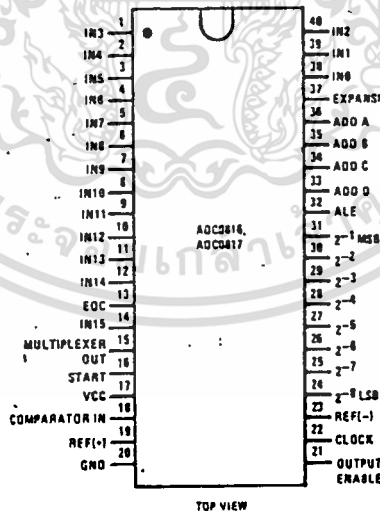 1 IN3
2 IN4
3 IN5
4 IN6
5 IN7
6 IN8
7 IN9
8 IN10
9 IN11
10 IN12
11 IN13
12 IN14
13 EOC
14 IN15
15 MULTIPLEXER
OUT
16 START
17 VCC
18 COMPARATOR IN
19 REF(+)
20 GND
ADC0816,
ADC0817
40 IN2
39 IN1
38 IN0
37 EXPANSI
36 ADD A
35 ADD B
34 ADD C
33 ADD D
32 ALE
31 2⁻¹ MSB
30 2⁻²
29 2⁻³
28 2⁻⁴
27 2⁻⁵
26 2⁻⁶
25 2⁻⁷
24 2⁻⁸ LSB
23 REF(-)
22 CLOCK
21 OUTPUT
ENABLE
TOP VIEW